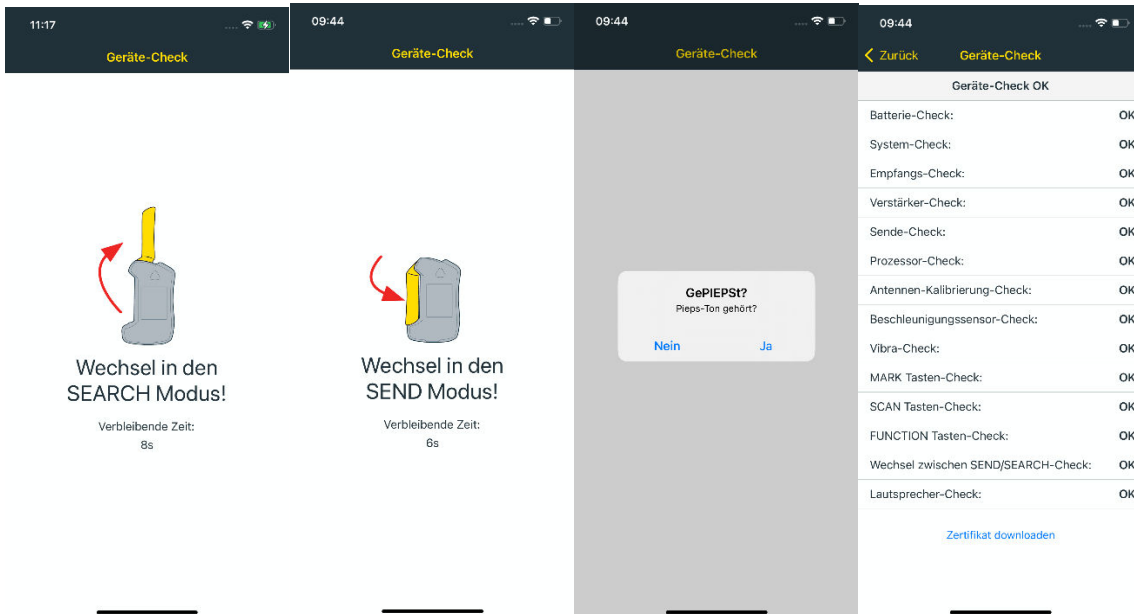 11:17
Geräte-Check
Wechsel in den
SEARCH Modus!
Verbleibende Zeit:
8s
09:44
Geräte-Check
Wechsel in den
SEND Modus!
Verbleibende Zeit:
6s
09:44
Geräte-Check
GePIEPSt?
Pieps-Ton gehört?
Nein Ja
09:44
Zurück Geräte-Check
Geräte-Check OK
Batterie-Check: OK
System-Check: OK
Empfangs-Check: OK
Verstärker-Check: OK
Sende-Check: OK
Prozessor-Check: OK
Antennen-Kalibrierung-Check: OK
Beschleunigungssensor-Check: OK
Vibra-Check: OK
MARK Tasten-Check: OK
SCAN Tasten-Check: OK
FUNCTION Tasten-Check: OK
Wechsel zwischen SEND/SEARCH-Check: OK
Lautsprecher-Check: OK
Zertifikat downloaden